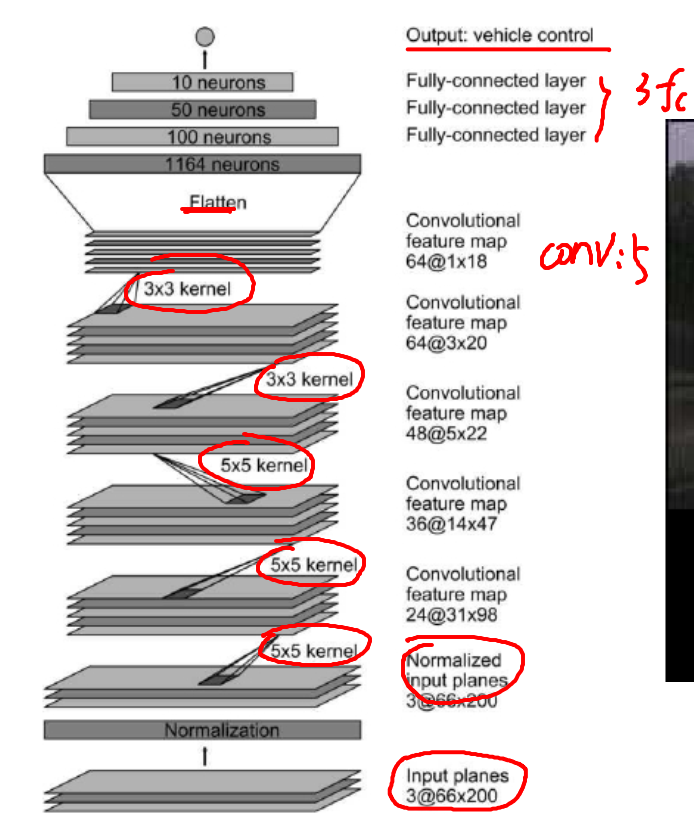 Output: vehicle control
10 neurons
Fully-connected layer
3 fc
50 neurons
Fully-connected layer
100 neurons
Fully-connected layer
1164 neurons
Flatten
Convolutional
feature map
64@1x18
conv: 5
3x3 kernel
Convolutional
feature map
64@3x20
3x3 kernel
Convolutional
feature map
48@5x22
5x5 kernel
Convolutional
feature map
36@14x47
5x5 kernel
Convolutional
feature map
24@31x98
5x5 kernel
Normalized
input planes
3@66x200
Normalization
Input planes
3@66x200